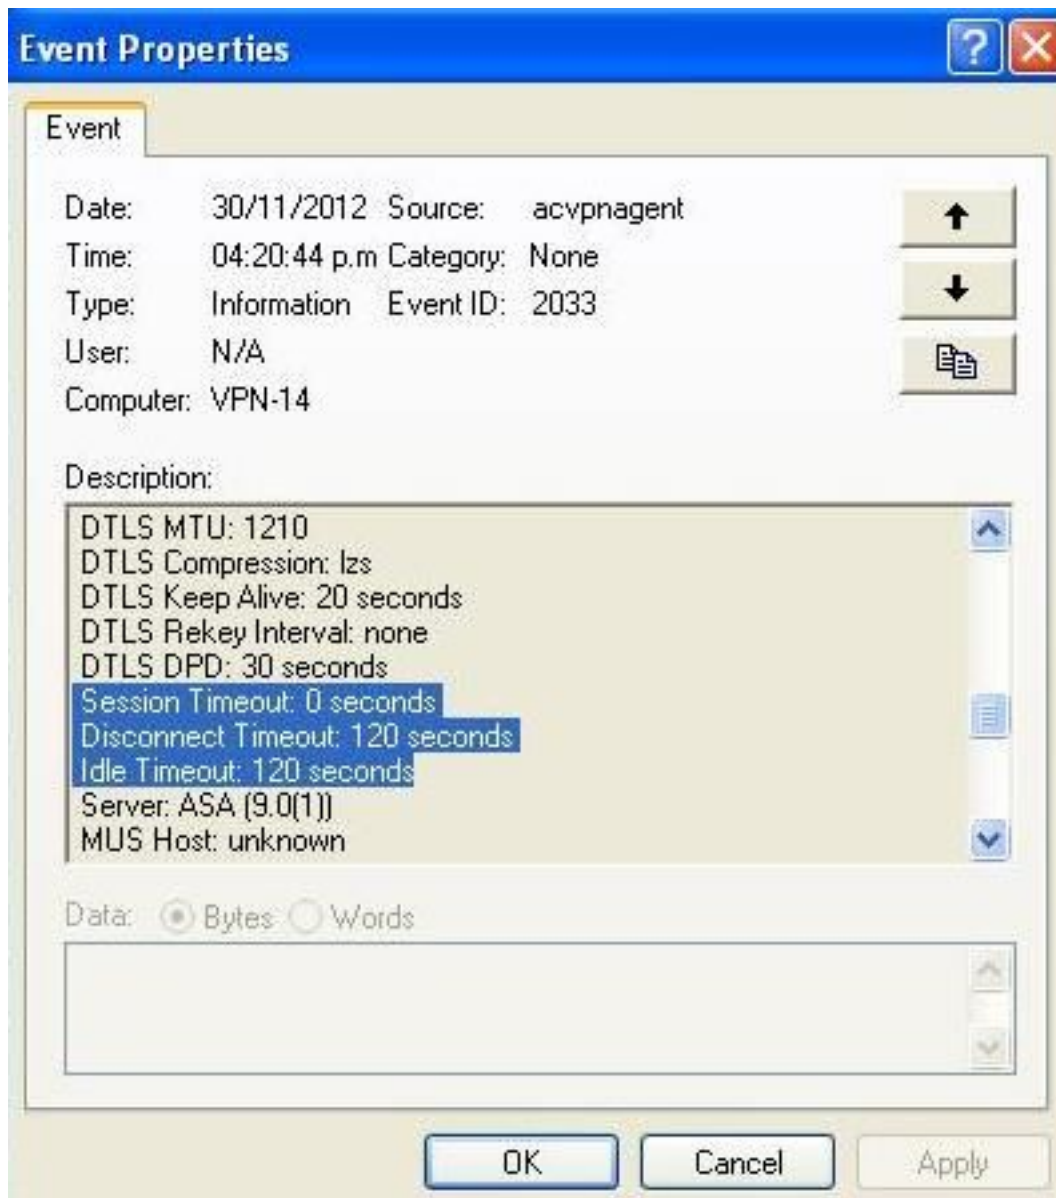 Event Properties
Event
Date: 30/11/2012 Source: acvpnagent
Time: 04:20:44 p.m Category: None
Type: Information Event ID: 2033
User: N/A
Computer: VPN-14
Description:
DTLS MTU: 1210
DTLS Compression: lzs
DTLS Keep Alive: 20 seconds
DTLS Rekey Interval: none
DTLS DPD: 30 seconds
Session Timeout: 0 seconds
Disconnect Timeout: 120 seconds
Idle Timeout: 120 seconds
Server: ASA (9.0(1))
MUS Host: unknown
Data: Bytes Words
OK Cancel Apply